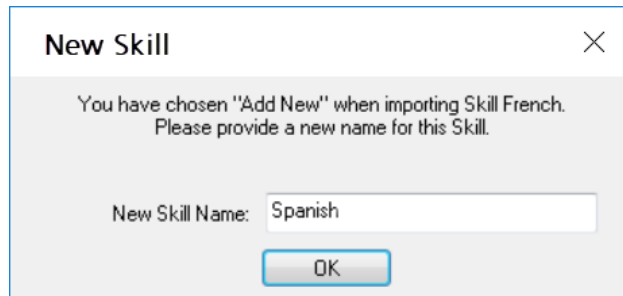 New Skill
You have chosen "Add New" when importing Skill French.
Please provide a new name for this Skill.
New Skill Name: Spanish
OK